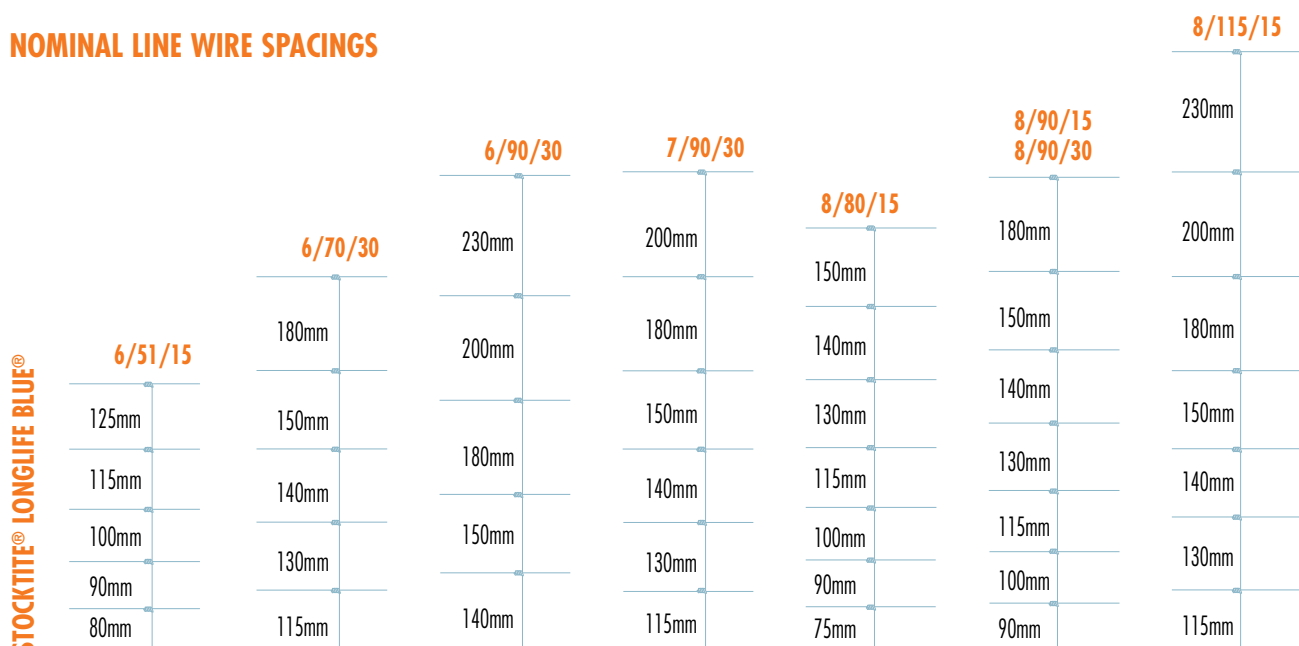 NOMINAL LINE WIRE SPACINGS
STOCKTITE® LONGLIFE BLUE®
6/51/15
125mm
115mm
100mm
90mm
80mm
6/70/30
180mm
150mm
140mm
130mm
115mm
6/90/30
230mm
200mm
180mm
150mm
140mm
7/90/30
200mm
180mm
150mm
140mm
130mm
115mm
8/80/15
150mm
140mm
130mm
115mm
100mm
90mm
75mm
8/90/15
8/90/30
180mm
150mm
140mm
130mm
115mm
100mm
90mm
8/115/15
230mm
200mm
180mm
150mm
140mm
130mm
115mm